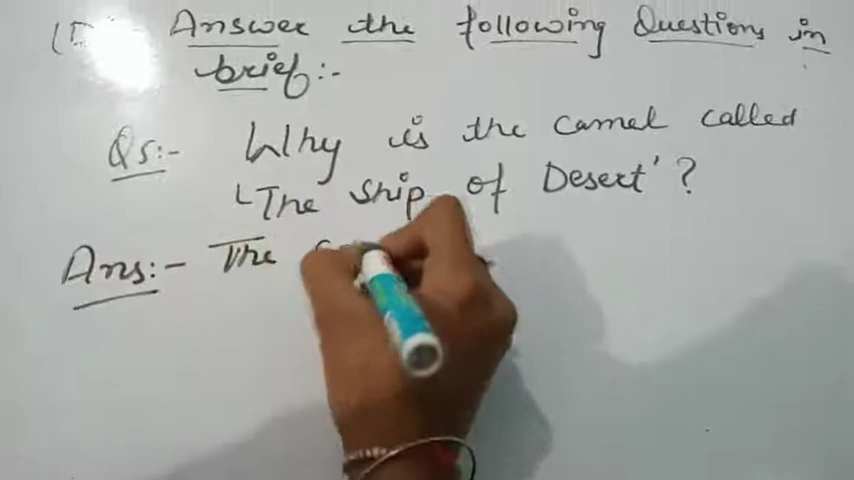 Answer the following Questions in
brief:-
Qs:- Why is the camel called
'The Ship of Desert'?
Ans:- The